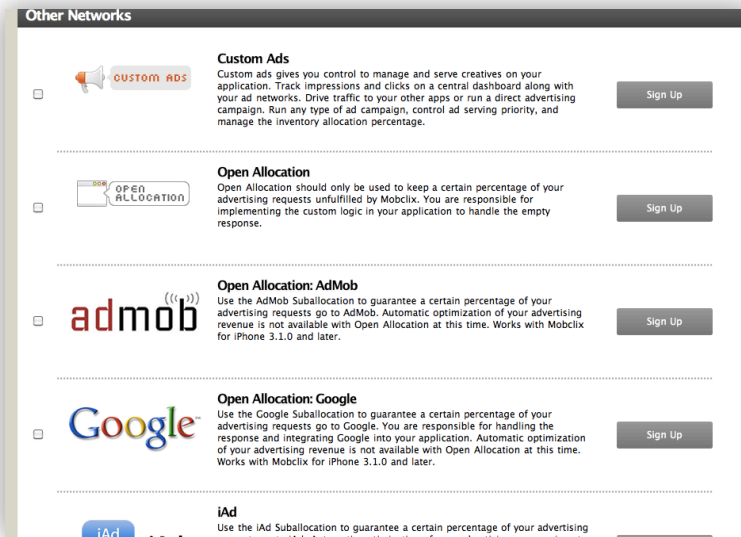 Other Networks
CUSTOM ADS
Custom Ads
Custom ads gives you control to manage and serve creatives on your
application. Track impressions and clicks on a central dashboard along with
your ad networks. Drive traffic to your other apps or run a direct advertising
campaign. Run any type of ad campaign, control ad serving priority, and
manage the inventory allocation percentage.
Sign Up
OPEN
ALLOCATION
Open Allocation
Open Allocation should only be used to keep a certain percentage of your
advertising requests unfulfilled by Mobclix. You are responsible for
implementing the custom logic in your application to handle the empty
response.
Sign Up
admob
Open Allocation: AdMob
Use the AdMob Suballocation to guarantee a certain percentage of your
advertising requests go to AdMob. Automatic optimization of your advertising
revenue is not available with Open Allocation at this time. Works with Mobclix
for iPhone 3.1.0 and later.
Sign Up
Google
Open Allocation: Google
Use the Google Suballocation to guarantee a certain percentage of your
advertising requests go to Google. You are responsible for handling the
response and integrating Google into your application. Automatic optimization
of your advertising revenue is not available with Open Allocation at this time.
Works with Mobclix for iPhone 3.1.0 and later.
Sign Up
iAd
iAd
Use the iAd Suballocation to guarantee a certain percentage of your advertising